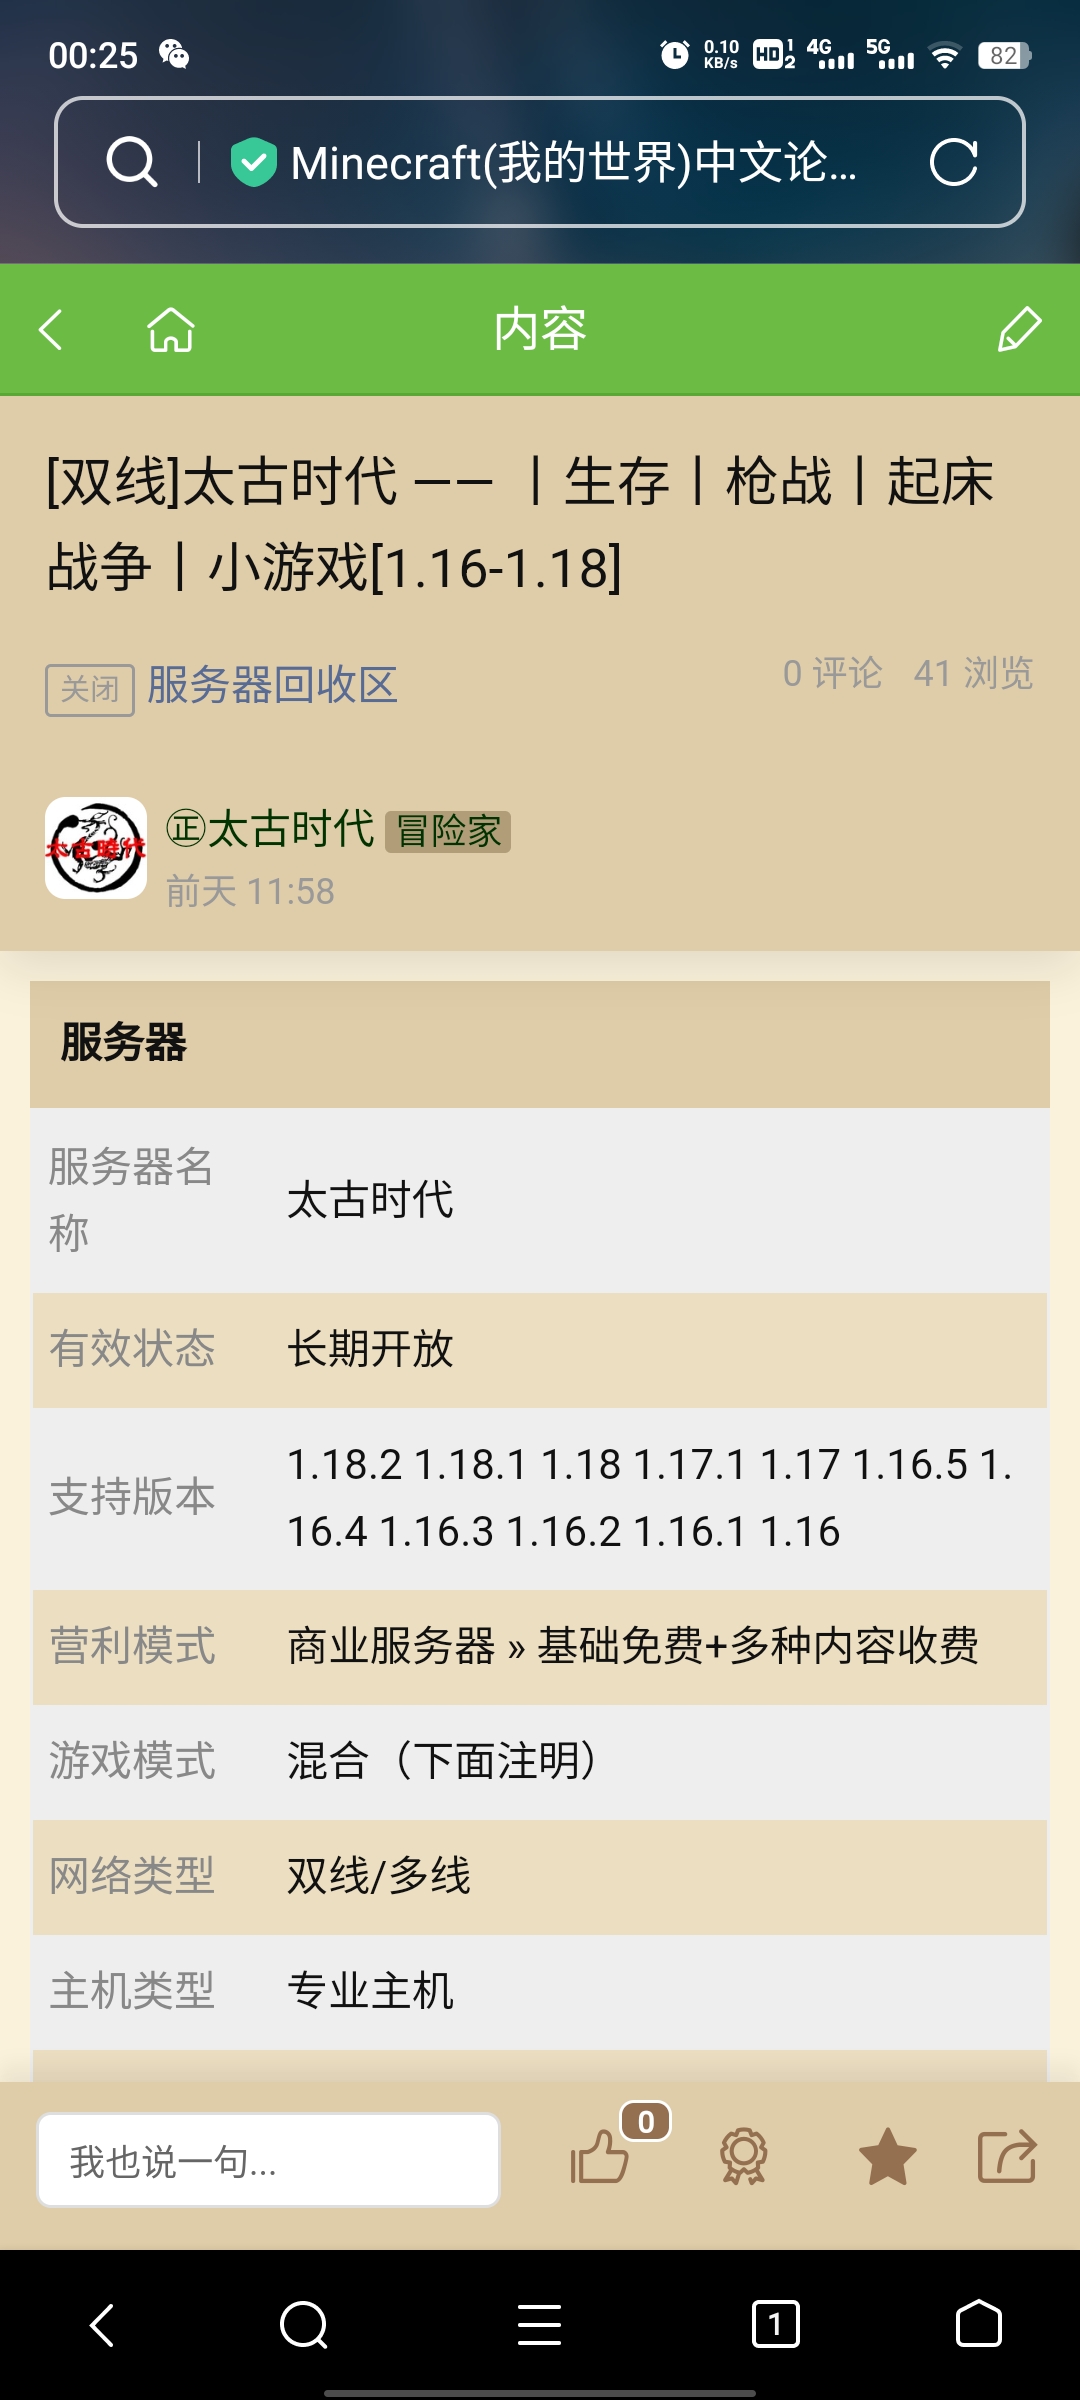 00:25
0.10
KB/s
HD 1
2
4G
5G
82
Minecraft(我的世界)中文论...
内容
[双线]太古时代 —— 丨生存丨枪战丨起床
战争丨小游戏[1.16-1.18]
关闭 服务器回收区
0 评论 41 浏览
太古時代
㊣太古时代 冒险家
前天 11:58
服务器
服务器名
称
太古时代
有效状态
长期开放
支持版本
1.18.2 1.18.1 1.18 1.17.1 1.17 1.16.5 1.
16.4 1.16.3 1.16.2 1.16.1 1.16
营利模式
商业服务器 » 基础免费+多种内容收费
游戏模式
混合（下面注明）
网络类型
双线/多线
主机类型
专业主机
我也说一句...
0
1